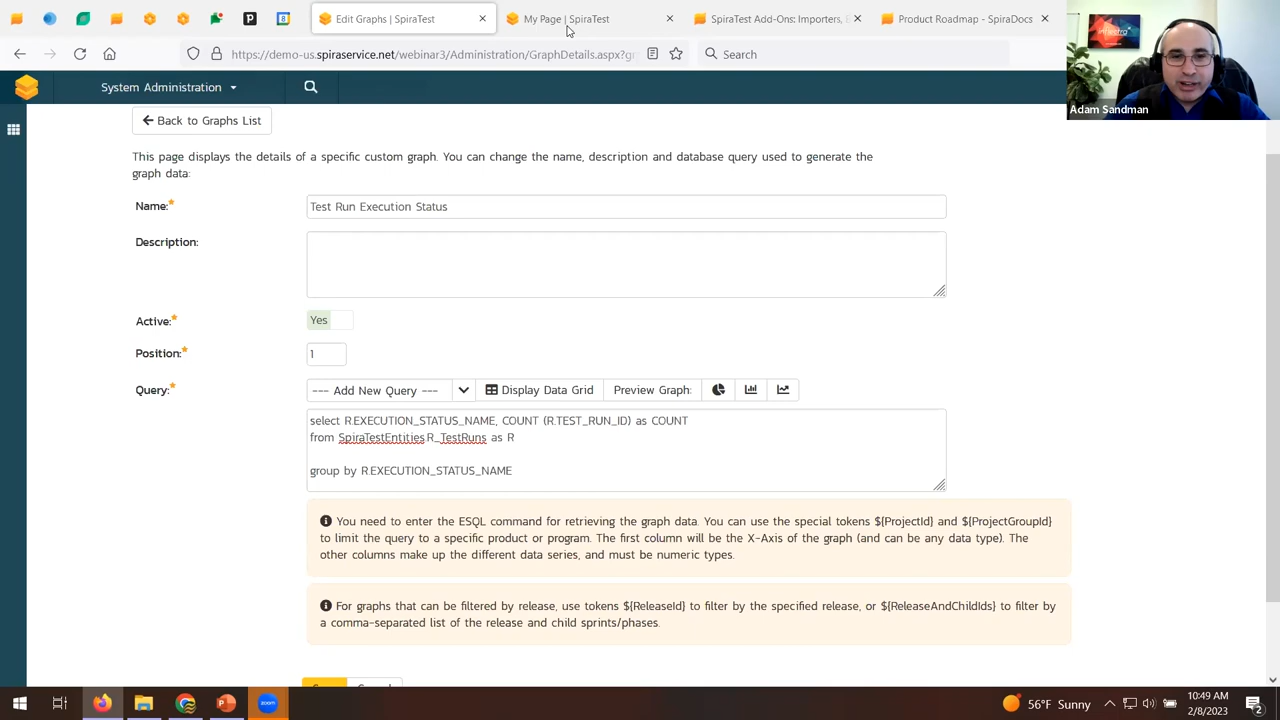 Edit Graphs | SpiraTest
My Page | SpiraTest
SpiraTest Add-Ons: Importers, E
Product Roadmap - SpiraDocs
https://demo-us.spiraservice.net/webinar3/Administration/GraphDetails.aspx?g
Search
Adam Sandman
System Administration
Back to Graphs List
This page displays the details of a specific custom graph. You can change the name, description and database query used to generate the
graph data:
Name:*
Test Run Execution Status
Description:
Active:*
Yes
Position:*
1
Query:*
--- Add New Query ---
Display Data Grid
Preview Graph:
select R.EXECUTION_STATUS_NAME, COUNT (R.TEST_RUN_ID) as COUNT
from SpiraTestEntities.R_TestRuns as R
group by R.EXECUTION_STATUS_NAME
You need to enter the ESQL command for retrieving the graph data. You can use the special tokens ${ProjectId} and ${ProjectGroupId}
to limit the query to a specific product or program. The first column will be the X-Axis of the graph (and can be any data type). The
other columns make up the different data series, and must be numeric types.
For graphs that can be filtered by release, use tokens ${ReleaseId} to filter by the specified release, or ${ReleaseAndChildIds} to filter by
a comma-separated list of the release and child sprints/phases.
56°F Sunny
10:49 AM
2/8/2023
2